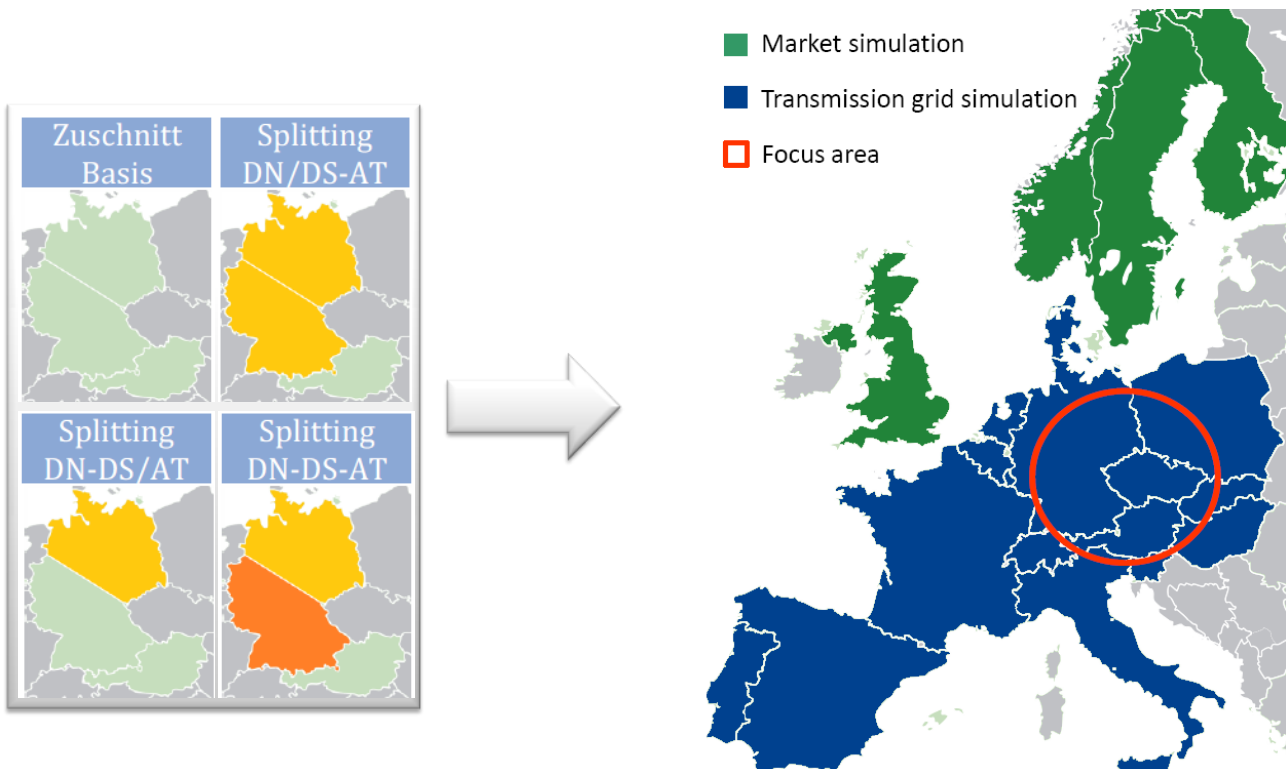 Zuschnitt
Basis
Splitting
DN/DS-AT
Splitting
DN-DS/AT
Splitting
DN-DS-AT
Market simulation
Transmission grid simulation
Focus area